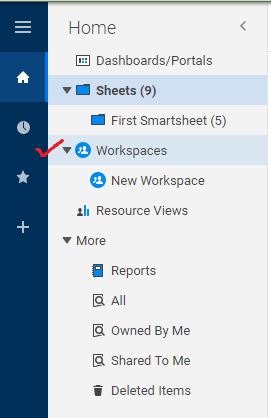 Home
Dashboards/Portals
Sheets (9)
First Smartsheet (5)
Workspaces
New Workspace
Resource Views
More
Reports
All
Owned By Me
Shared To Me
Deleted Items